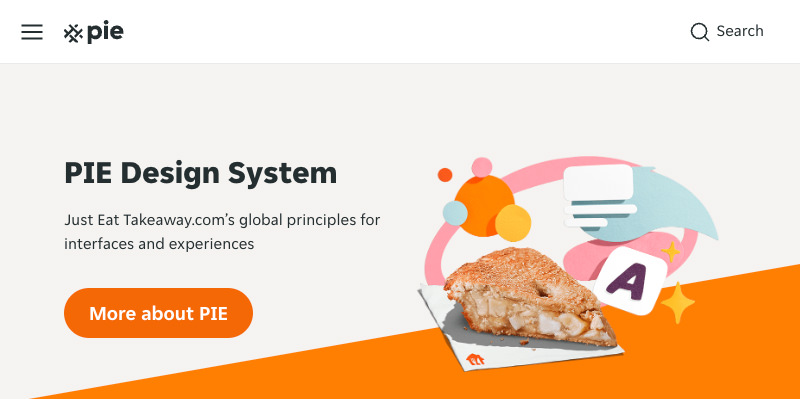 pie
Search
PIE Design System
Just Eat Takeaway.com’s global principles for
interfaces and experiences
More about PIE
A